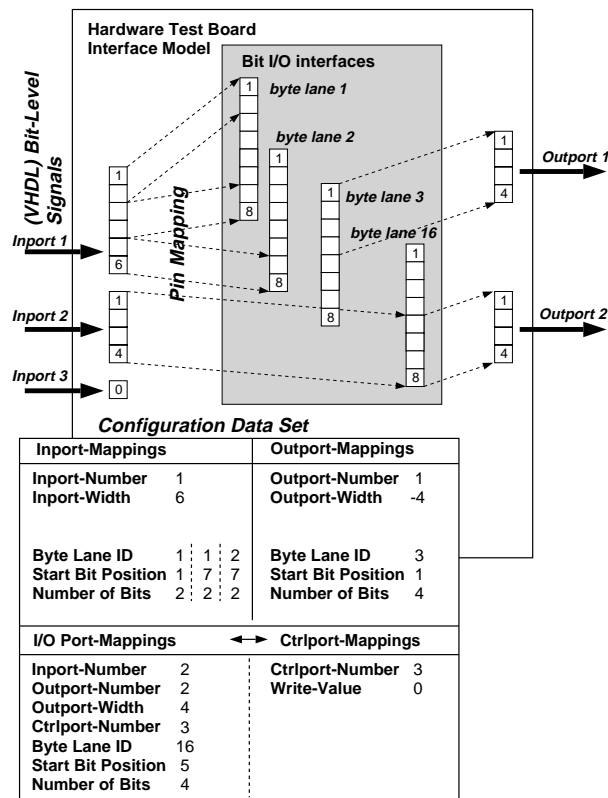 Hardware Test Board
Interface Model
Bit I/O interfaces
byte lane 1
byte lane 2
byte lane 3
byte lane 16
(VHDL) Bit-Level
Signals
Pin Mapping
Inport 1
Inport 2
Inport 3
Outport 1
Outport 2
1
6
1
4
0
1
8
1
8
1
8
1
8
1
4
1
4
Configuration Data Set
Inport-Mappings
Inport-Number 1
Inport-Width 6
Byte Lane ID 1 1 2
Start Bit Position 1 7 7
Number of Bits 2 2 2
Outport-Mappings
Outport-Number 1
Outport-Width -4
Byte Lane ID 3
Start Bit Position 1
Number of Bits 4
I/O Port-Mappings
Ctrlport-Mappings
Inport-Number 2
Outport-Number 2
Outport-Width 4
Ctrlport-Number 3
Byte Lane ID 16
Start Bit Position 5
Number of Bits 4
Ctrlport-Number 3
Write-Value 0